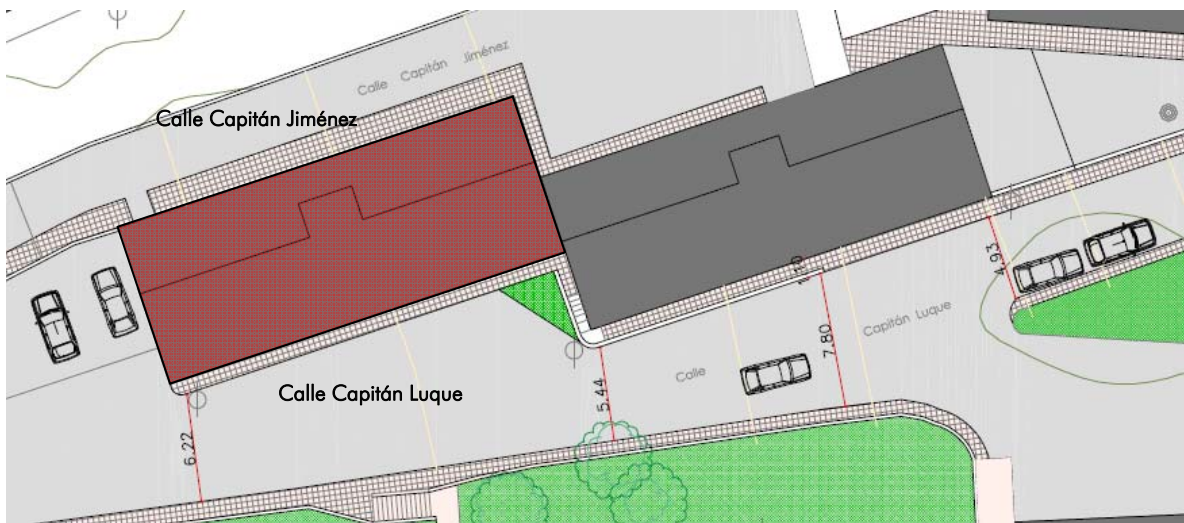 Calle Capitán Jiménez
Calle Capitán Jiménez
4.93
7.80
Capitán Luque
Calle
Calle Capitán Luque
5.44
6.22